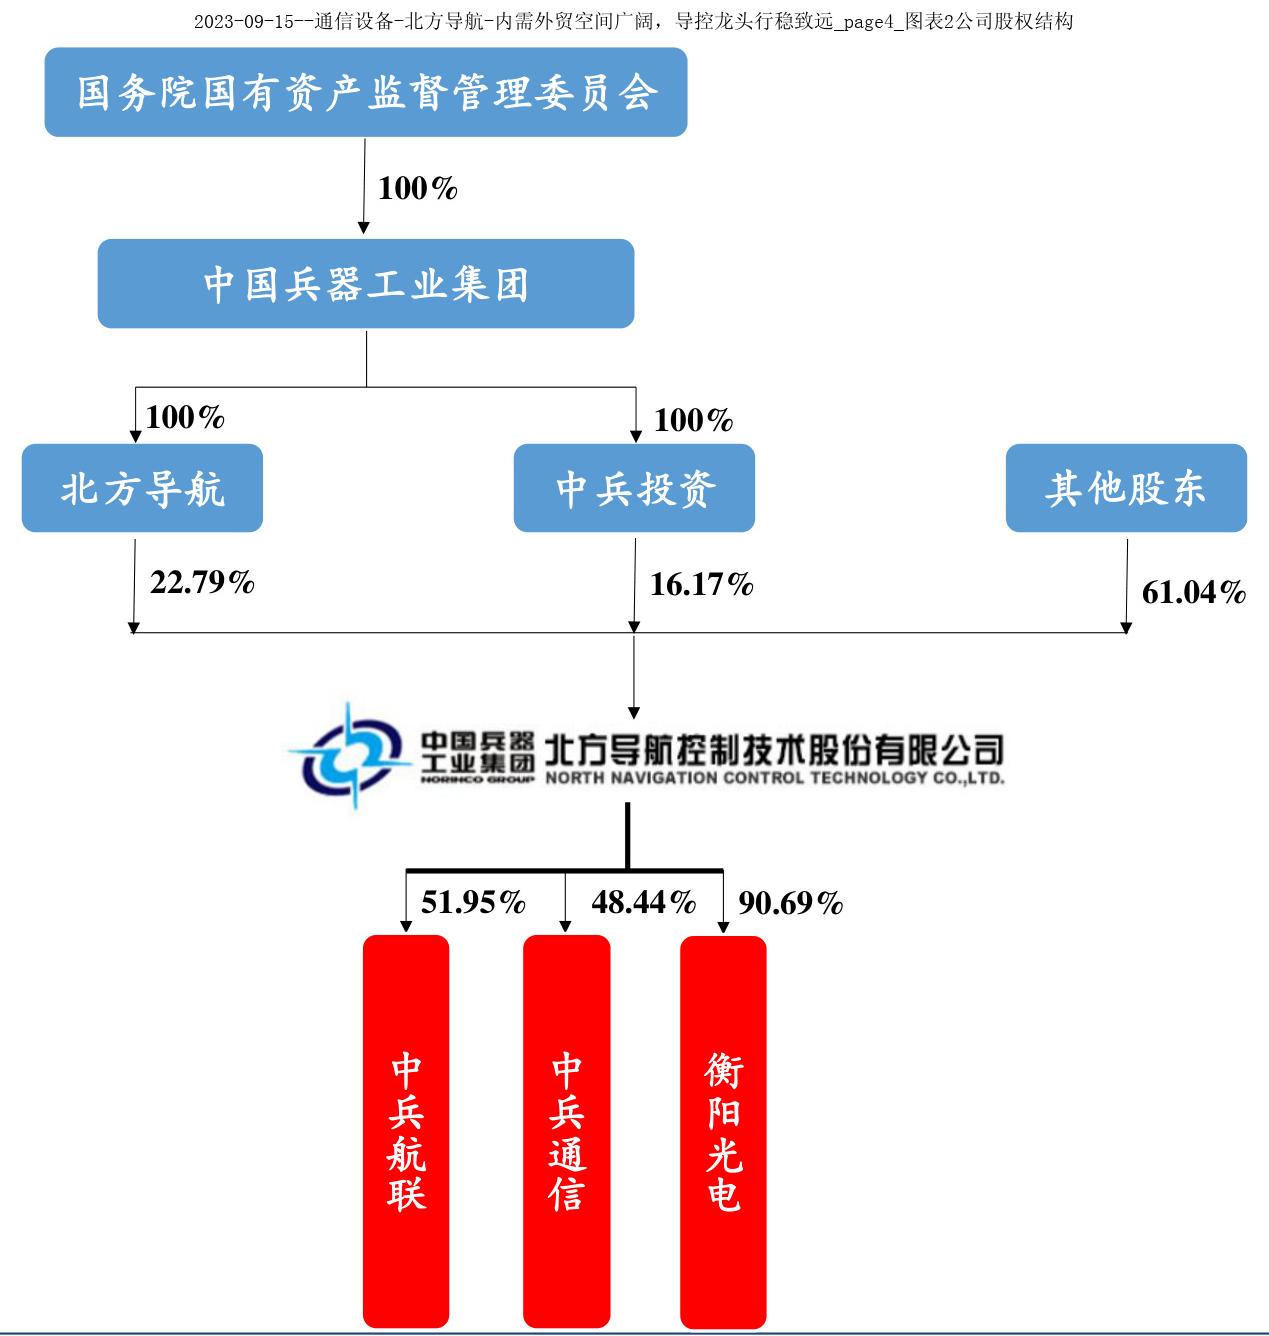 2023-09-15--通信设备-北方导航-内需外贸空间广阔，导控龙头行稳致远_page4_图表2公司股权结构
国务院国有资产监督管理委员会
100%
中国兵器工业集团
100%
100%
北方导航
中兵投资
其他股东
22.79%
16.17%
61.04%
中国兵器
工业集团
NORINCO GROUP
北方导航控制技术股份有限公司
NORTH NAVIGATION CONTROL TECHNOLOGY CO.,LTD.
51.95%
48.44%
90.69%
中兵航联
中兵通信
衡阳光电